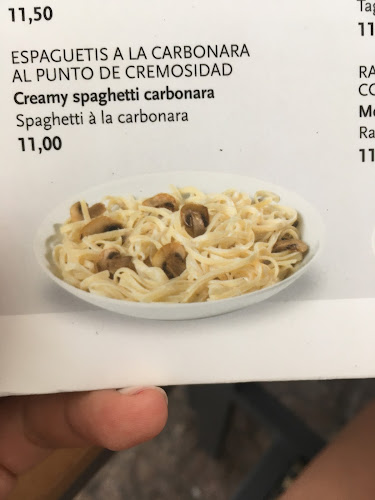 11,50
ESPAGUETIS A LA CARBONARA
AL PUNTO DE CREMOSIDAD
Creamy spaghetti carbonara
Spaghetti à la carbonara
11,00